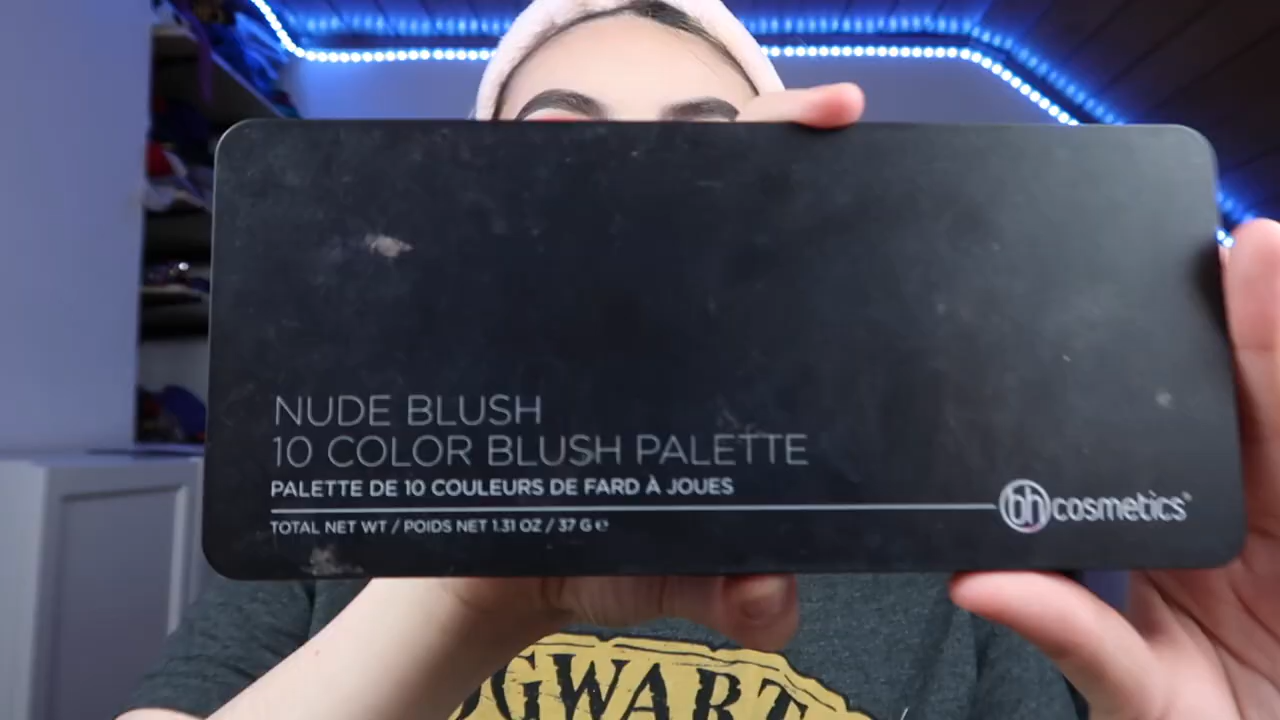 NUDE BLUSH
10 COLOR BLUSH PALETTE
PALETTE DE 10 COULEURS DE FARD À JOUES
bh cosmetics®
TOTAL NET WT / POIDS NET 1.31 OZ / 37 G ℮
OGWART